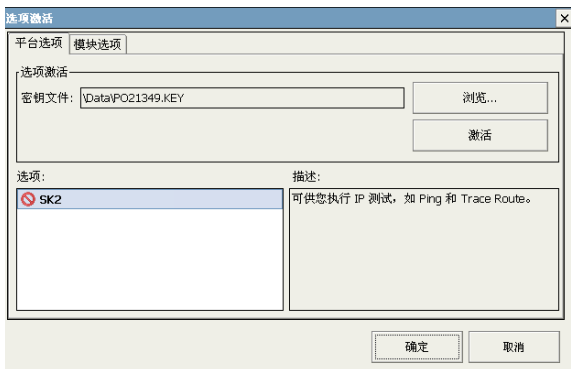 选项激活
平台选项 模块选项
选项激活
密钥文件: \Data\PO21349.KEY 浏览...
激活
选项: 描述:
SK2 可供您执行 IP 测试，如 Ping 和 Trace Route。
确定 取消